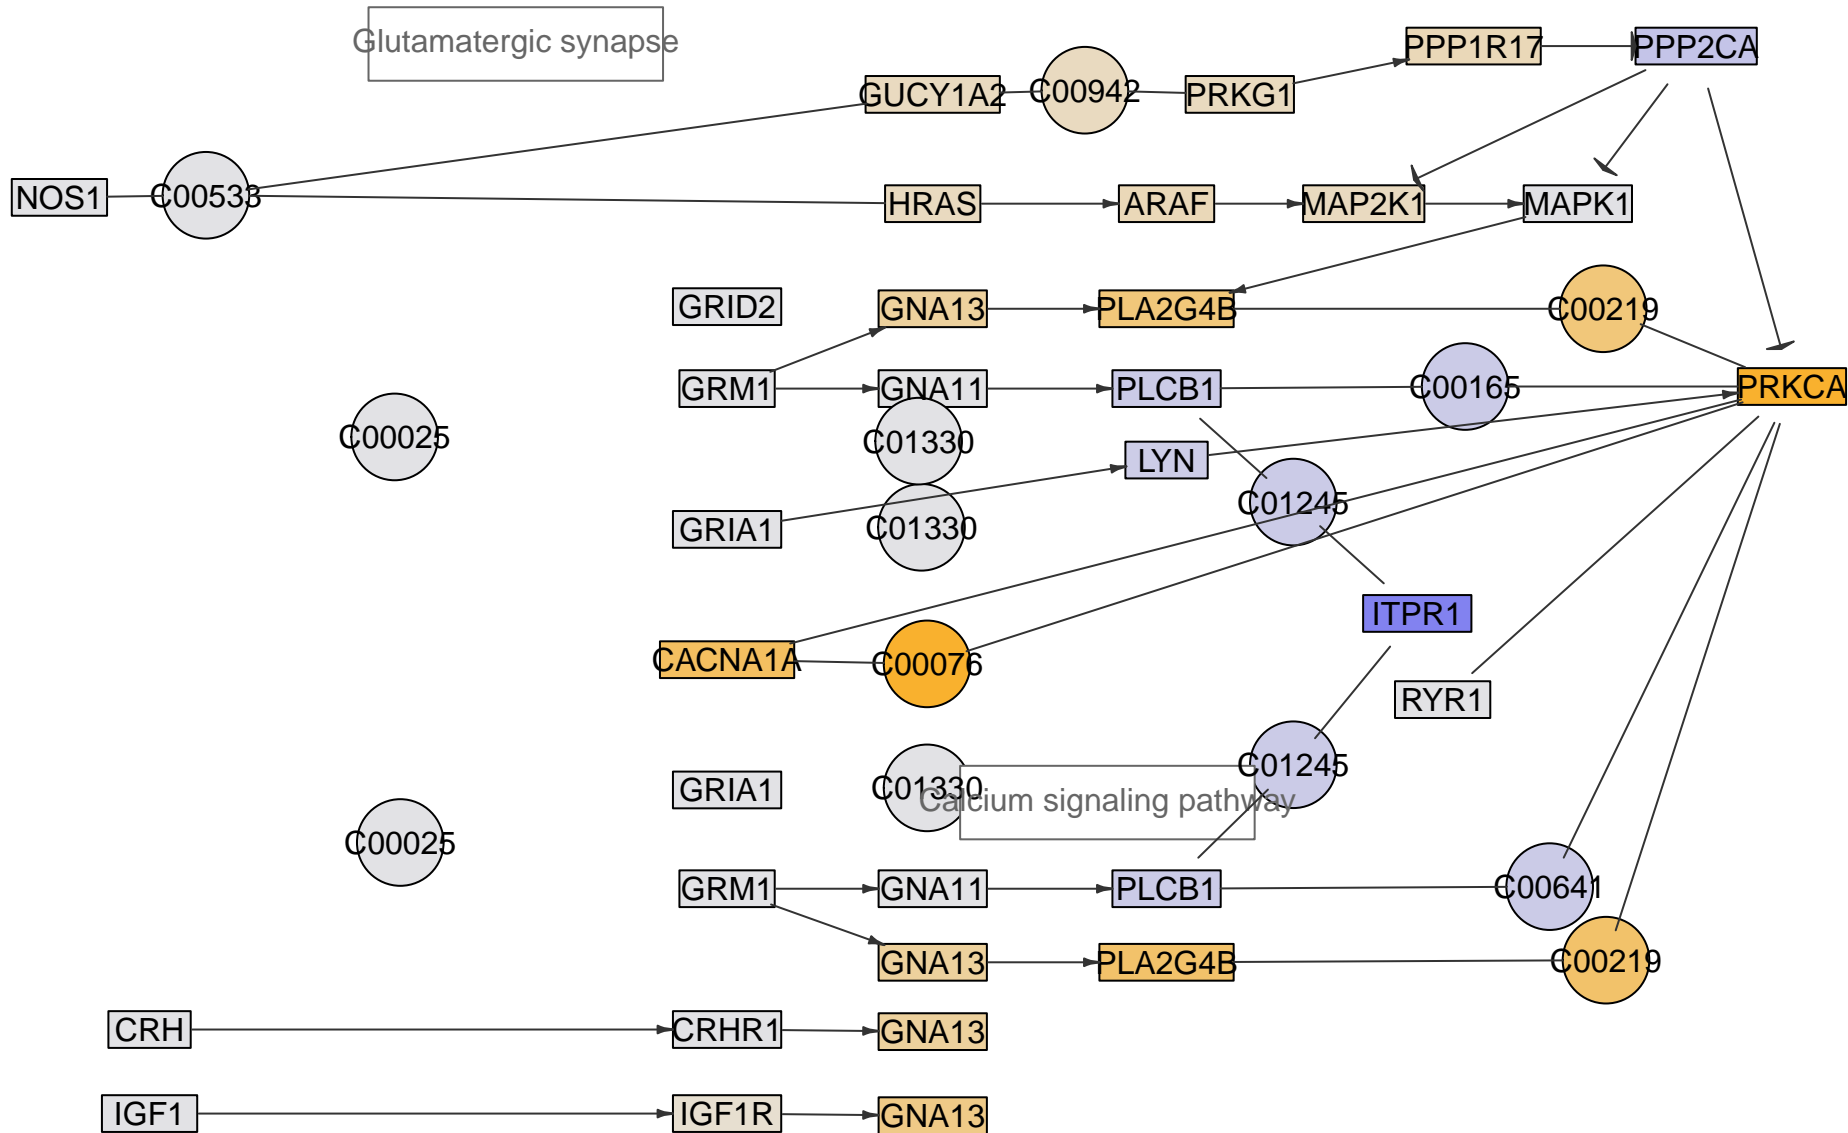 Glutamatergic synapse
PPP1R17
PPP2CA
GUCY1A2
C00942
PRKG1
NOS1
C00533
HRAS
ARAF
MAP2K1
MAPK1
GRID2
GNA13
PLA2G4B
C00219
GRM1
GNA11
PLCB1
C00165
PRKCA
C00025
C01330
LYN
C01245
GRIA1
C01330
ITPR1
CACNA1A
C00076
RYR1
GRIA1
C01330
C01245
Calcium signaling pathway
C00025
GRM1
GNA11
PLCB1
C00641
GNA13
PLA2G4B
C00219
CRH
CRHR1
GNA13
IGF1
IGF1R
GNA13